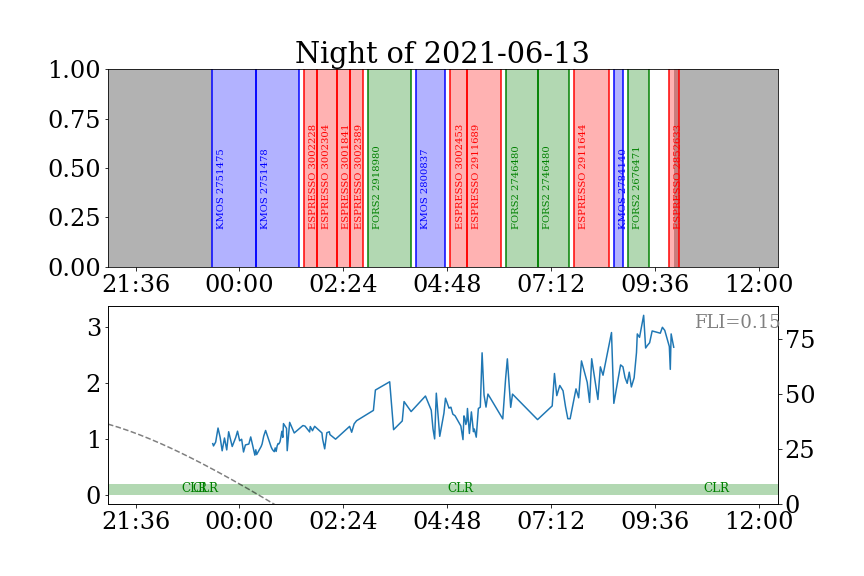 Night of 2021-06-13
1.00
0.75
0.50
0.25
0.00
KMOS 2751475
KMOS 2751478
ESPRESSO 3002228
ESPRESSO 3002304
ESPRESSO 3001841
ESPRESSO 3002389
FORS2 2918980
KMOS 2800837
ESPRESSO 3002453
ESPRESSO 2911689
FORS2 2746480
FORS2 2746480
ESPRESSO 2911644
KMOS 2784140
FORS2 2676471
ESPRESSO 2852633
21:36 00:00 02:24 04:48 07:12 09:36 12:00
FLI=0.15
3
2
1
0
75
50
25
0
CLR CLR CLR CLR
21:36 00:00 02:24 04:48 07:12 09:36 12:00